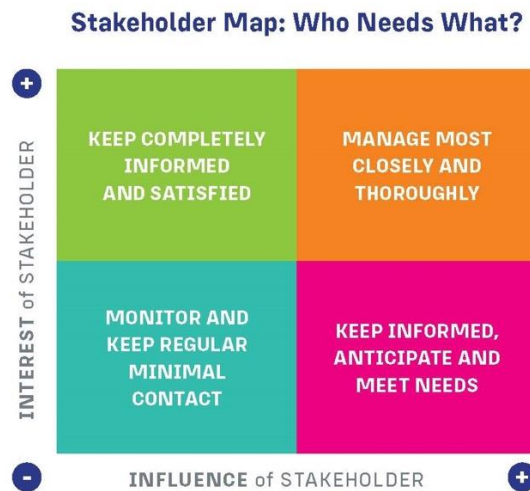 Stakeholder Map: Who Needs What?
+
INTEREST of STAKEHOLDER
KEEP COMPLETELY
INFORMED
AND SATISFIED
MANAGE MOST
CLOSELY AND
THOROUGHLY
MONITOR AND
KEEP REGULAR
MINIMAL
CONTACT
KEEP INFORMED,
ANTICIPATE AND
MEET NEEDS
-
INFLUENCE of STAKEHOLDER
+